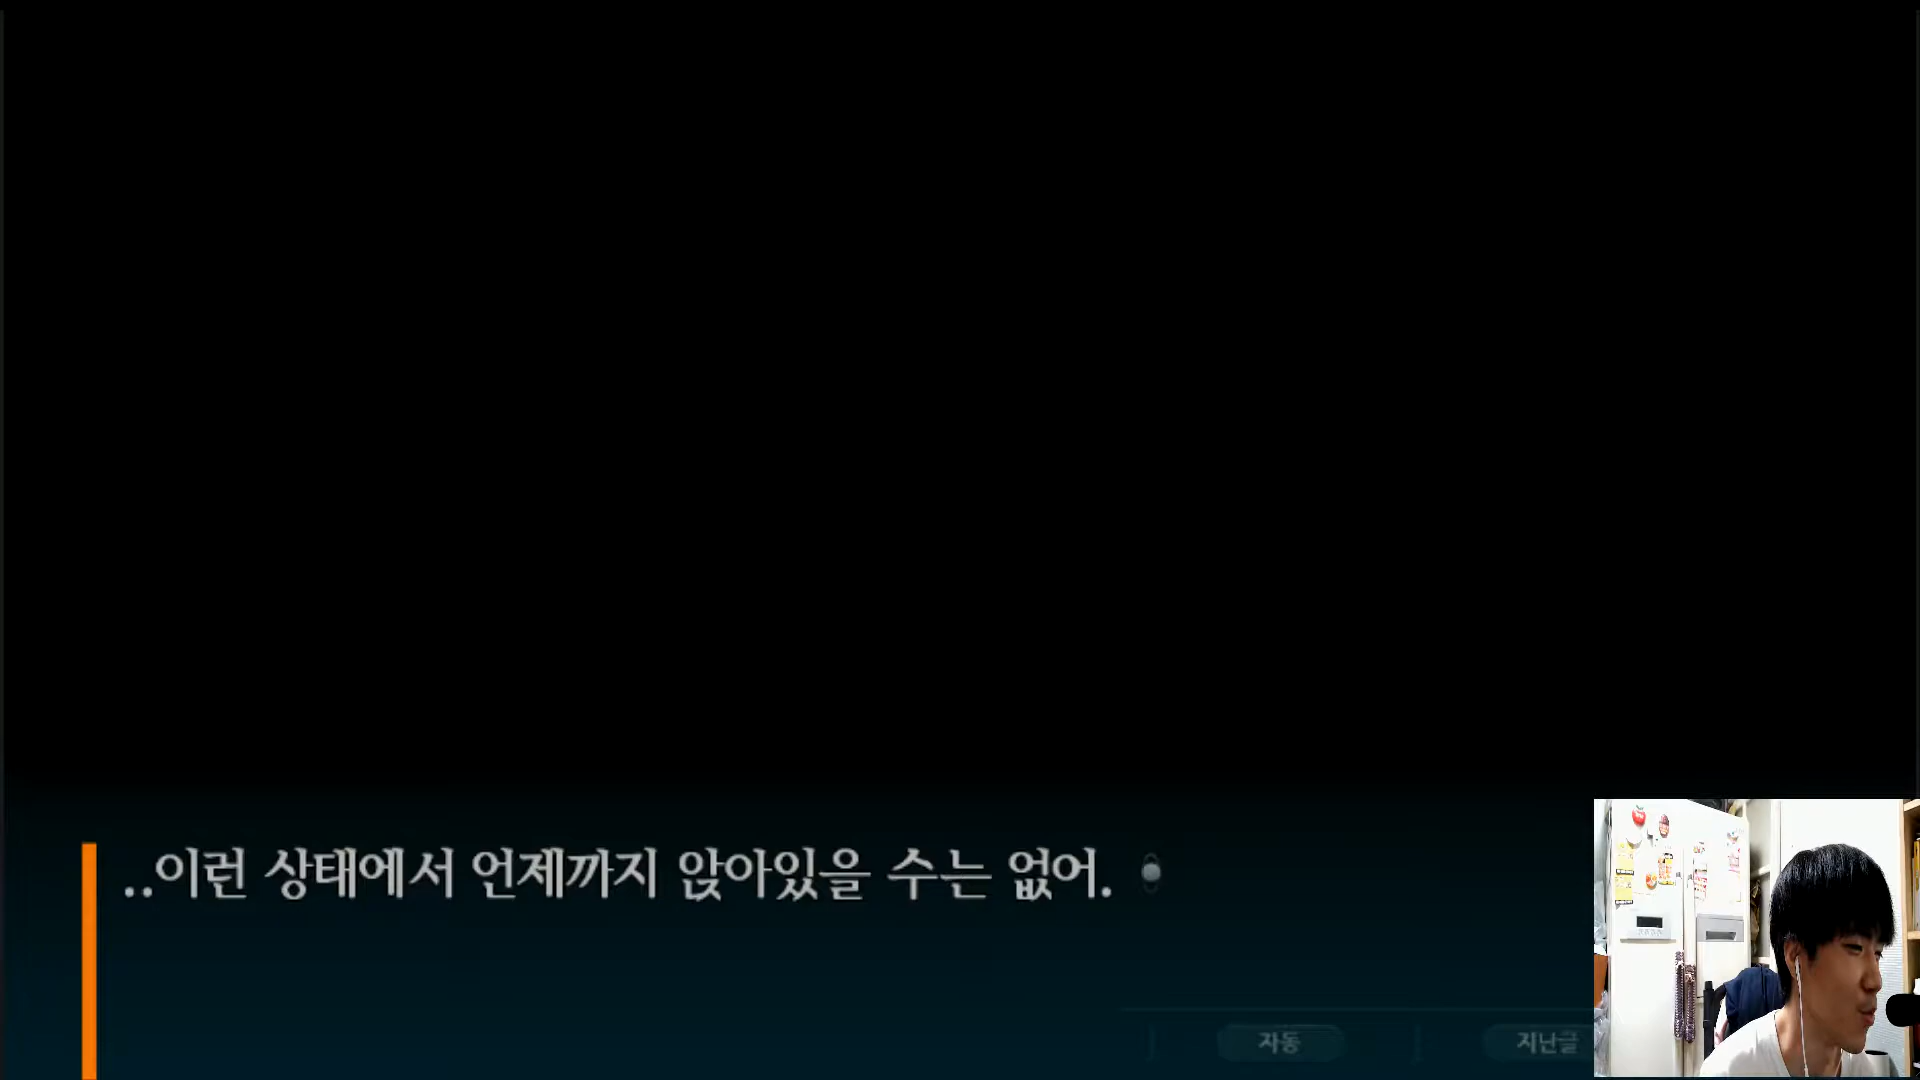 ..이런 상태에서 언제까지 앉아있을 수는 없어.
자동
지난글